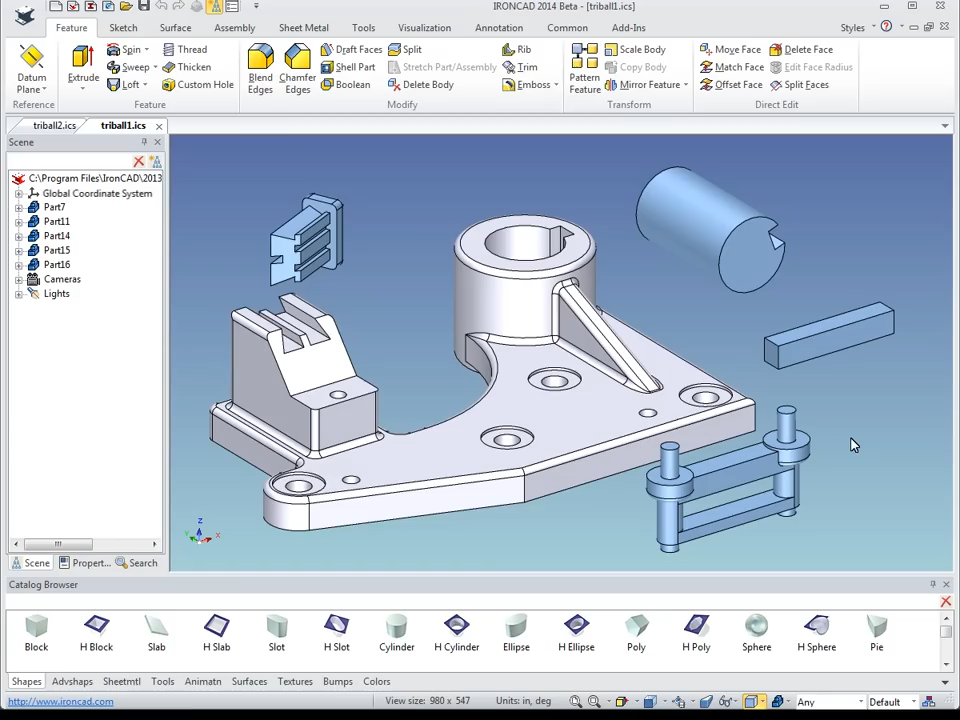 IRONCAD 2014 Beta - [triball1.ics]
Feature Sketch Surface Assembly Sheet Metal Tools Visualization Annotation Common Add-Ins Styles
Datum Plane
Extrude
Spin
Sweep
Loft
Thread
Thicken
Custom Hole
Blend Edges
Chamfer Edges
Draft Faces
Shell Part
Boolean
Split
Stretch Part/Assembly
Delete Body
Rib
Trim
Emboss
Pattern Feature
Scale Body
Copy Body
Mirror Feature
Move Face
Match Face
Offset Face
Delete Face
Edit Face Radius
Split Faces
Reference Feature Modify Transform Direct Edit
triball2.ics triball1.ics
Scene
C:\Program Files\IronCAD\2013
Global Coordinate System
Part7
Part11
Part14
Part15
Part16
Cameras
Lights
Z
Y X
Scene Propert... Search
Catalog Browser
Block H Block Slab H Slab Slot H Slot Cylinder H Cylinder Ellipse H Ellipse Poly H Poly Sphere H Sphere Pie
Shapes Advshaps Sheetmtl Tools Animatn Surfaces Textures Bumps Colors
http://www.ironcad.com View size: 980 x 547 Units: in, deg Any Default